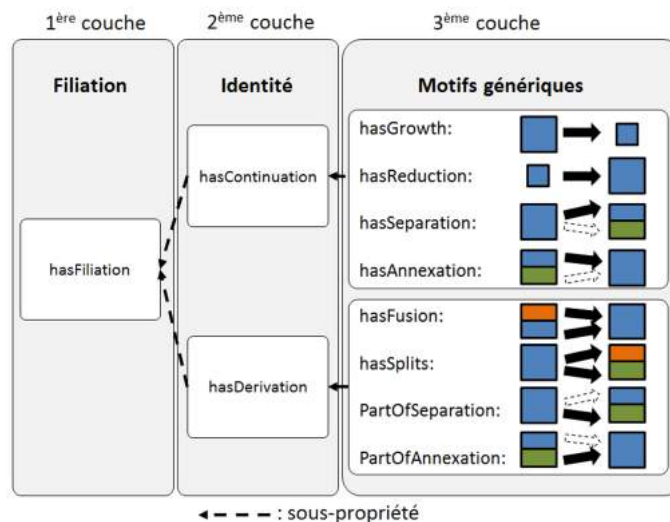 1ère couche
2ème couche
3ème couche
Filiation
Identité
Motifs génériques
hasFiliation
hasContinuation
hasDerivation
hasGrowth:
hasReduction:
hasSeparation:
hasAnnexation:
hasFusion:
hasSplits:
PartOfSeparation:
PartOfAnnexation:
: sous-propriété